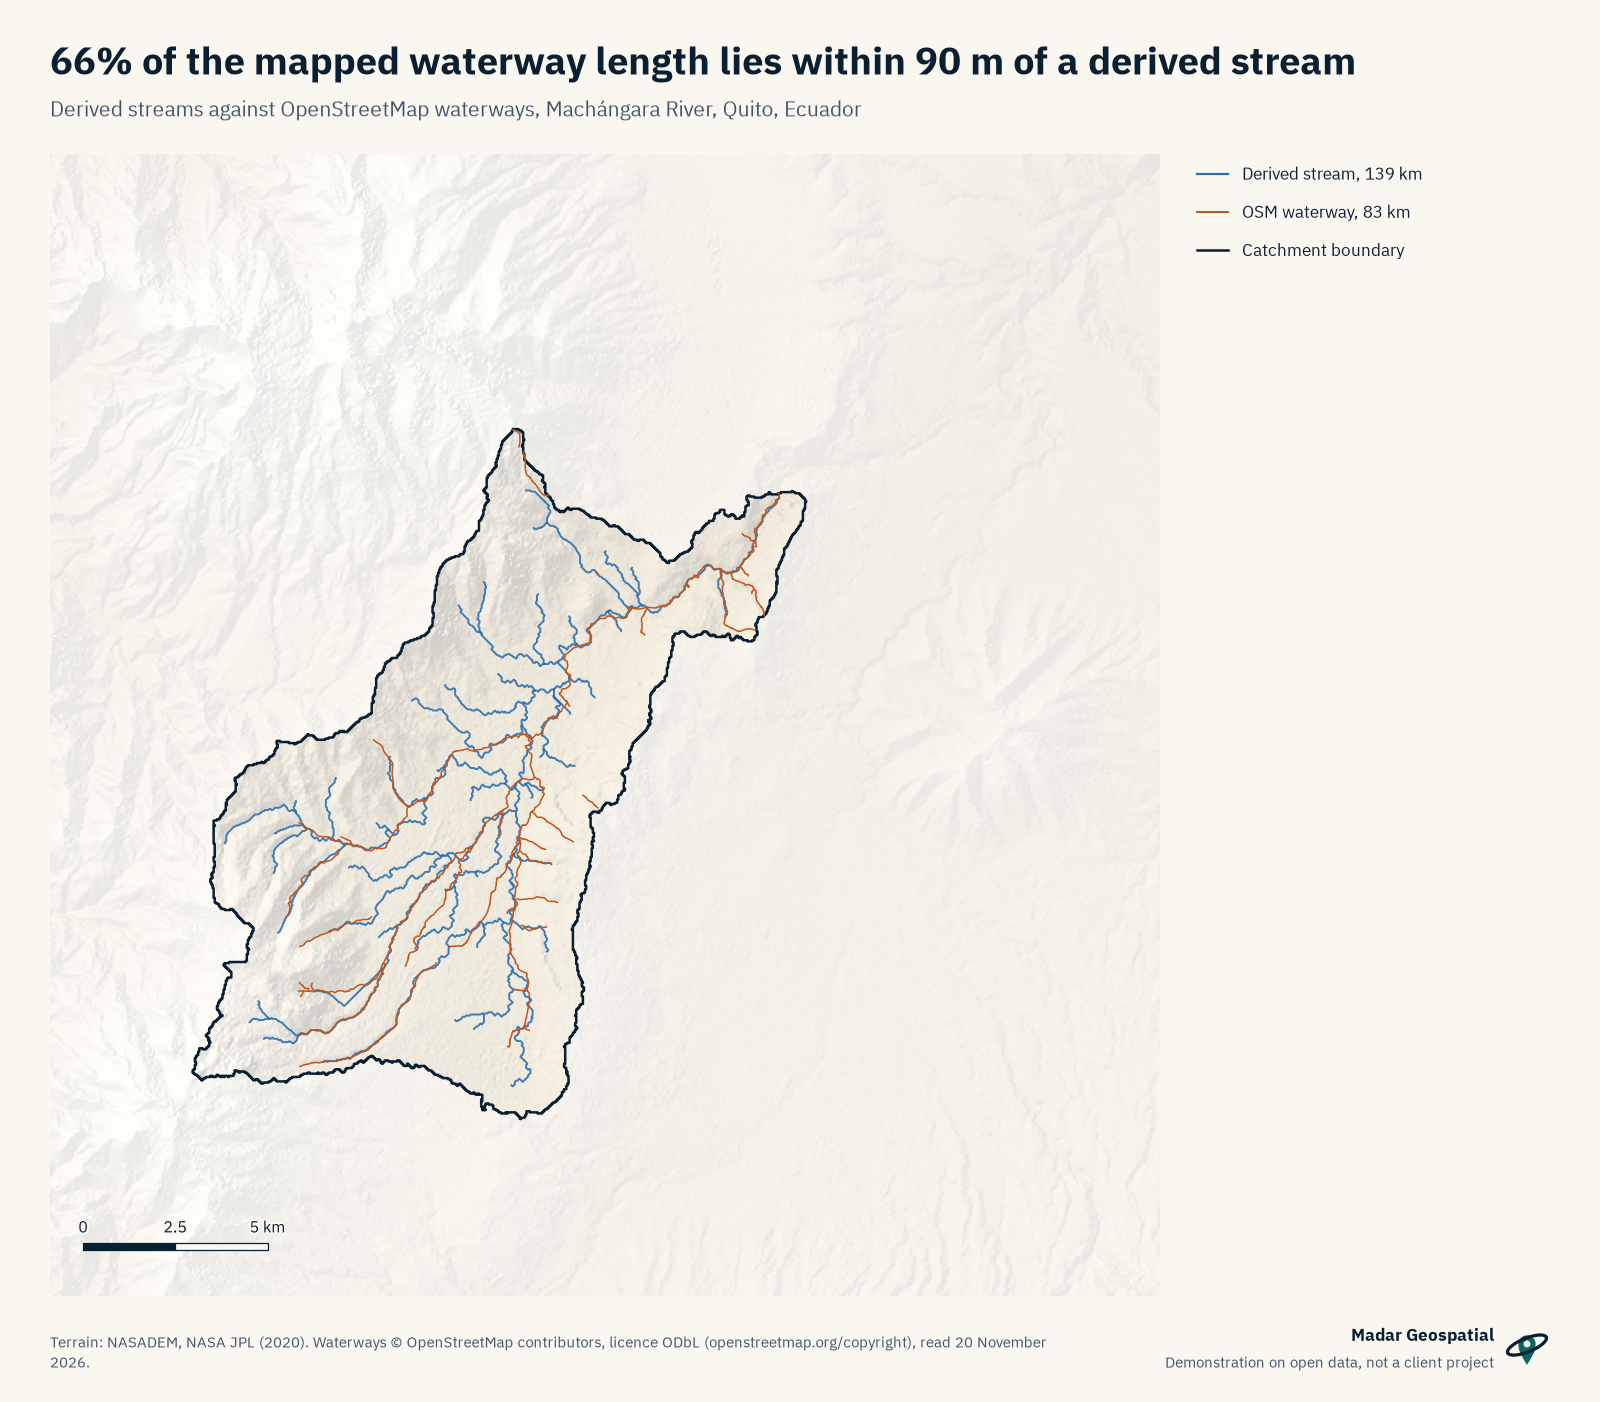 66% of the mapped waterway length lies within 90 m of a derived stream
Derived streams against OpenStreetMap waterways, Machángara River, Quito, Ecuador
Derived stream, 139 km
OSM waterway, 83 km
Catchment boundary
0 2.5 5 km
Terrain: NASADEM, NASA JPL (2020). Waterways © OpenStreetMap contributors, licence ODbL (openstreetmap.org/copyright), read 20 November
2026.
Madar Geospatial
Demonstration on open data, not a client project